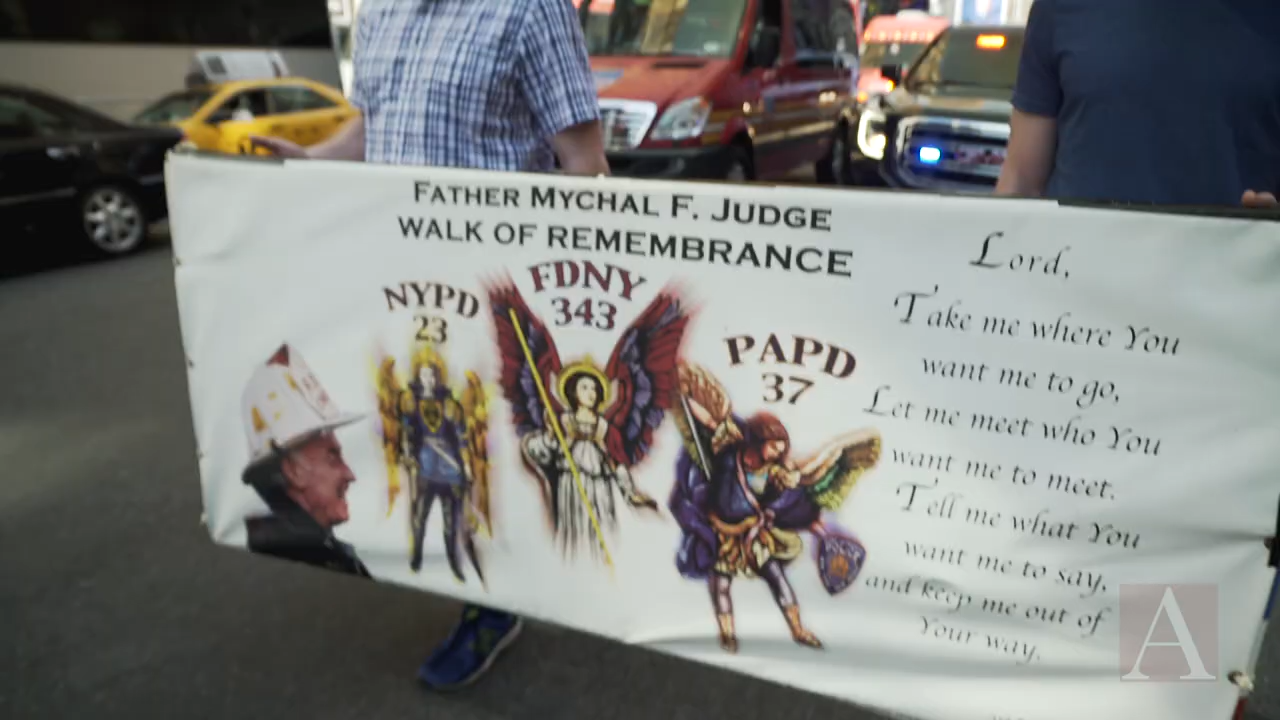 FATHER MYCHAL F. JUDGE
WALK OF REMEMBRANCE
NYPD
23
FDNY
343
PAPD
37
Lord,
Take me where You
want me to go,
Let me meet who You
want me to meet.
Tell me what You
want me to say,
and keep me out of
Your way.
A